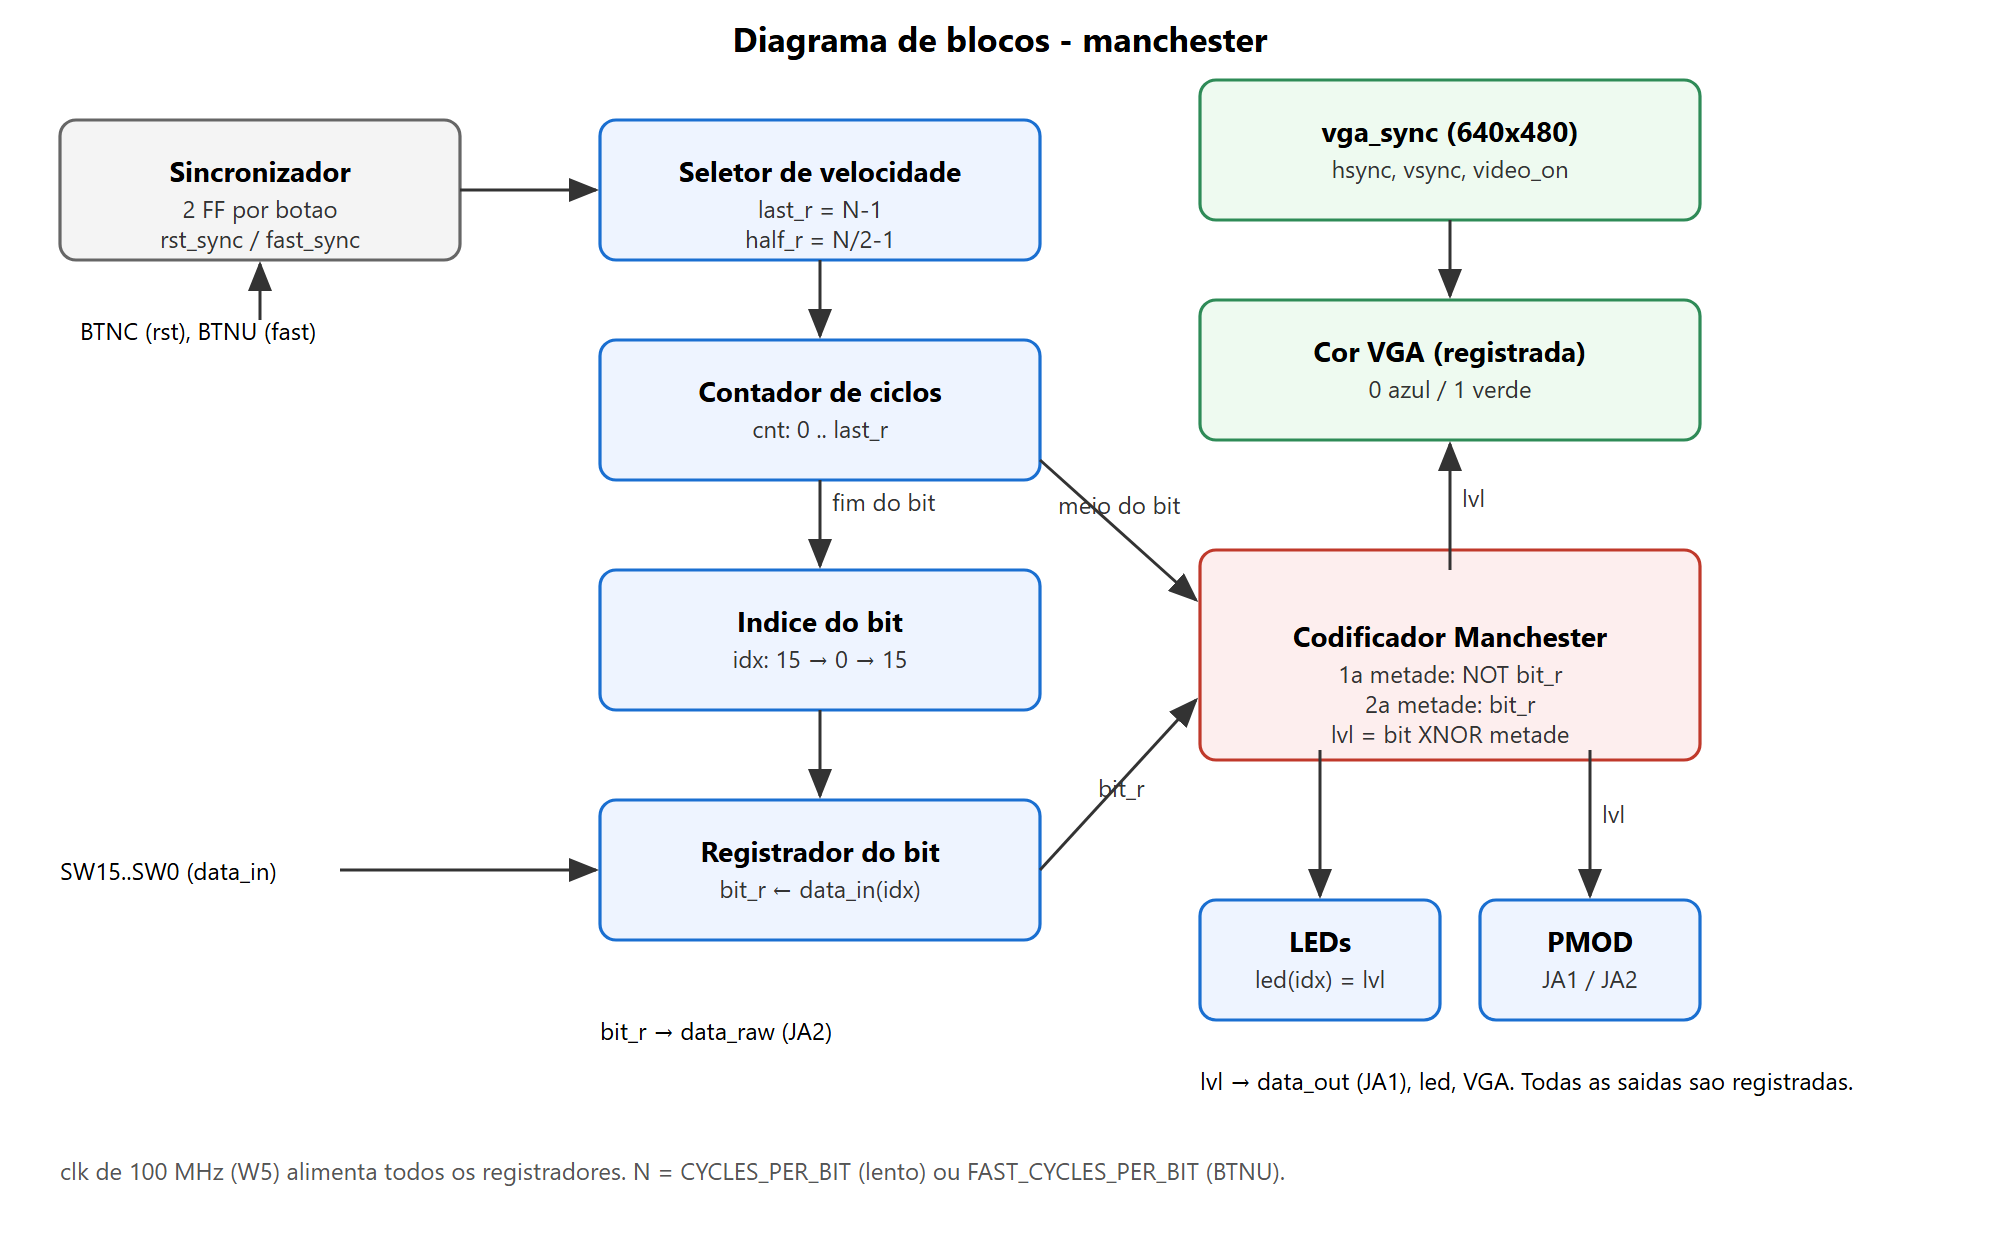 Diagrama de blocos - manchester
Sincronizador
2 FF por botao
rst_sync / fast_sync
BTNC (rst), BTNU (fast)
Seletor de velocidade
last_r = N-1
half_r = N/2-1
Contador de ciclos
cnt: 0 .. last_r
fim do bit
meio do bit
Indice do bit
idx: 15 → 0 → 15
SW15..SW0 (data_in)
Registrador do bit
bit_r ← data_in(idx)
bit_r
bit_r → data_raw (JA2)
vga_sync (640x480)
hsync, vsync, video_on
Cor VGA (registrada)
0 azul / 1 verde
lvl
Codificador Manchester
1a metade: NOT bit_r
2a metade: bit_r
lvl = bit XNOR metade
lvl
LEDs
led(idx) = lvl
PMOD
JA1 / JA2
lvl → data_out (JA1), led, VGA. Todas as saidas sao registradas.
clk de 100 MHz (W5) alimenta todos os registradores. N = CYCLES_PER_BIT (lento) ou FAST_CYCLES_PER_BIT (BTNU).